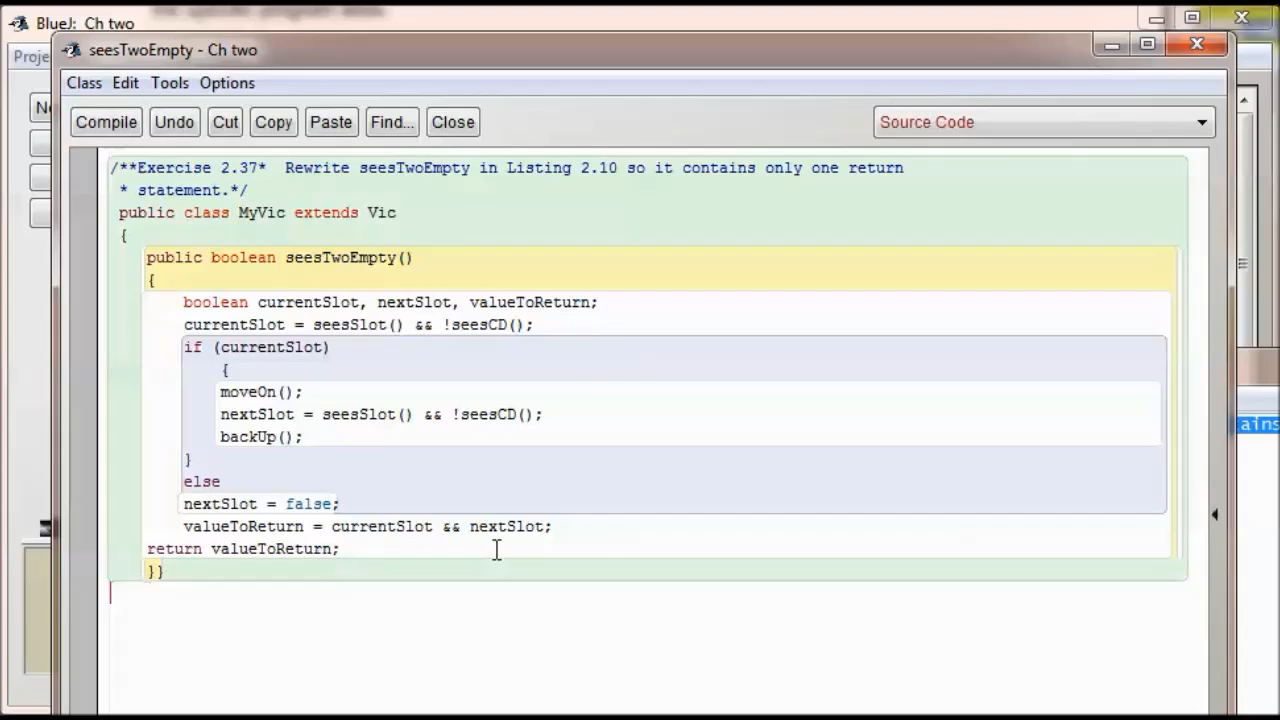 BlueJ: Ch two
Proje
seesTwoEmpty - Ch two
Class Edit Tools Options
Compile Undo Cut Copy Paste Find... Close Source Code
/**Exercise 2.37*  Rewrite seesTwoEmpty in Listing 2.10 so it contains only one return
* statement.*/
public class MyVic extends Vic
{
public boolean seesTwoEmpty()
{
boolean currentSlot, nextSlot, valueToReturn;
currentSlot = seesSlot() && !seesCD();
if (currentSlot)
{
moveOn();
nextSlot = seesSlot() && !seesCD();
backUp();
}
else
nextSlot = false;
valueToReturn = currentSlot && nextSlot;
return valueToReturn;
}}
ains